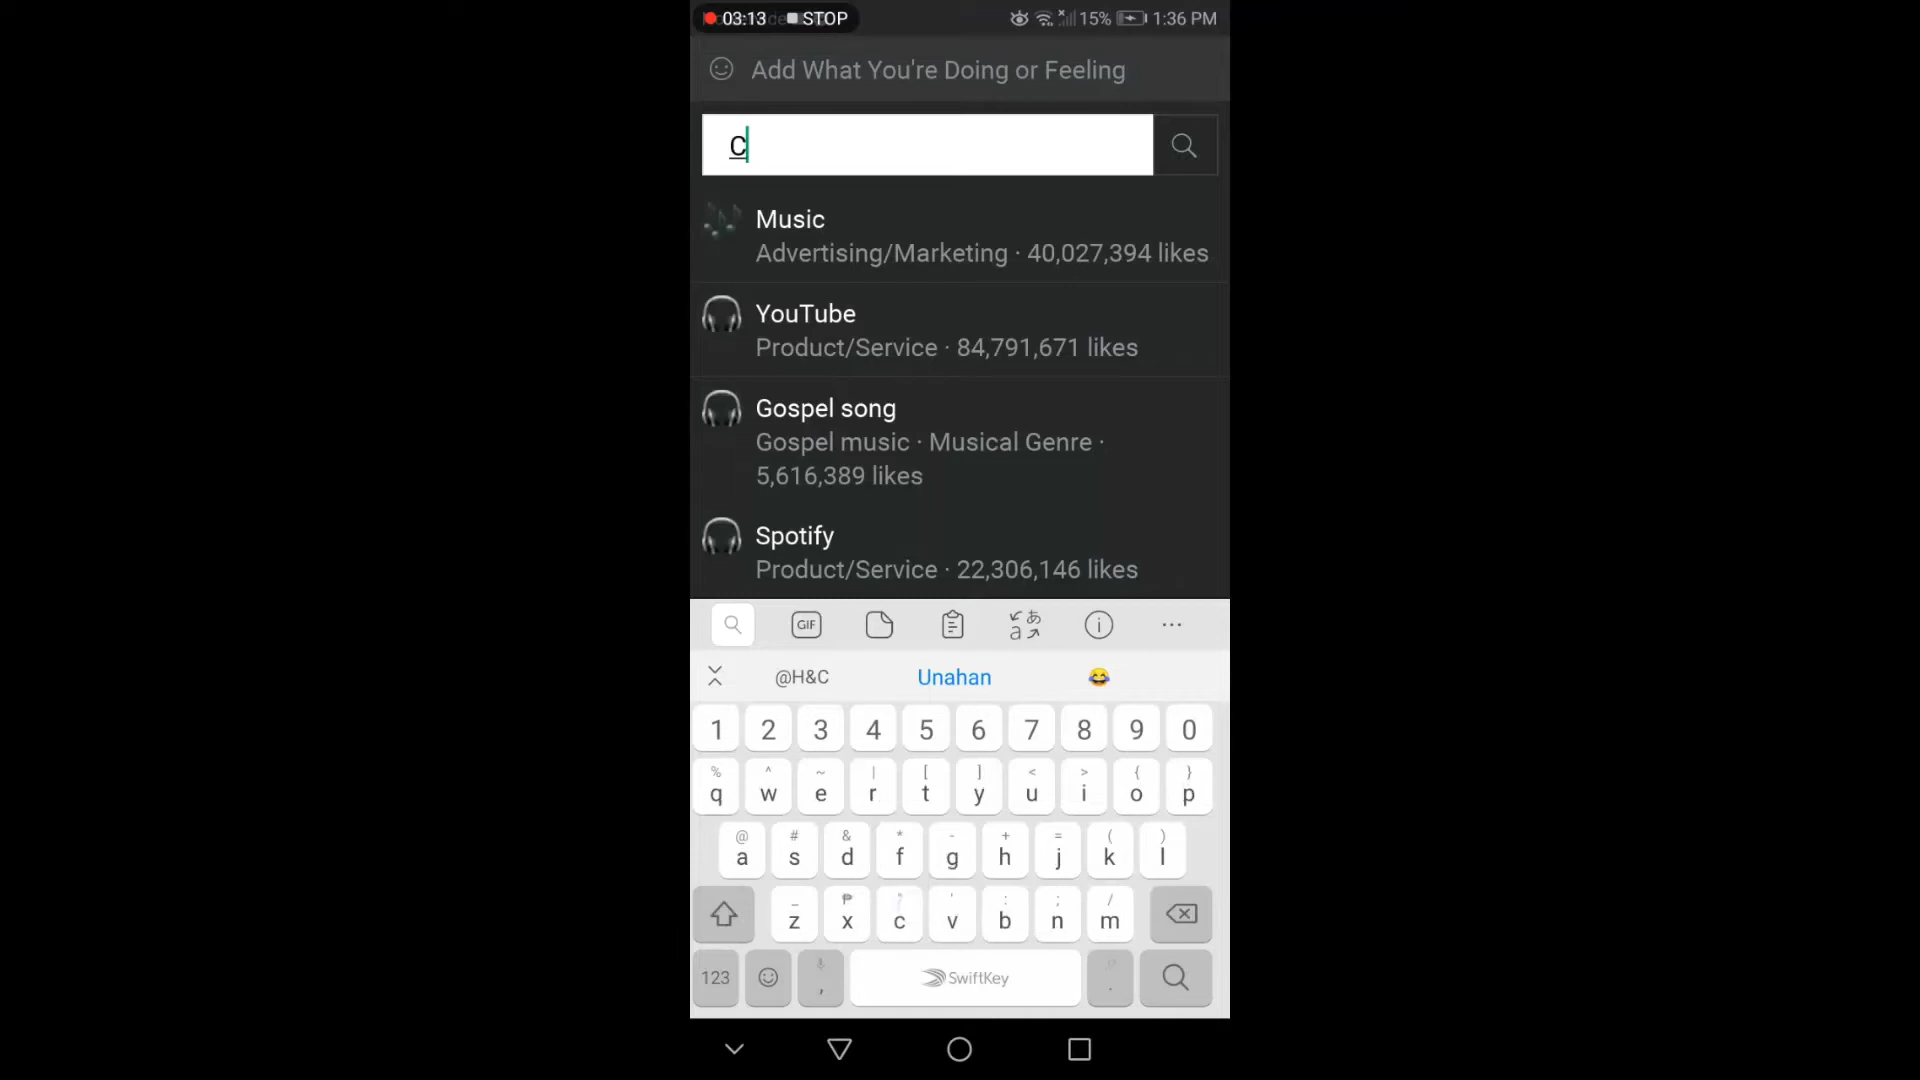 03:13 STOP 15% 1:36 PM
Add What You're Doing or Feeling
C
Music
Advertising/Marketing · 40,027,394 likes
YouTube
Product/Service · 84,791,671 likes
Gospel song
Gospel music · Musical Genre ·
5,616,389 likes
Spotify
Product/Service · 22,306,146 likes
GIF あ a i ...
@H&C Unahan 😂
1 2 3 4 5 6 7 8 9 0
% ^ ~ | [ ] < > { }
q w e r t y u i o p
@ # & * - + = ( )
a s d f g h j k l
_ ₱ " ' : ; /
z x c v b n m
123 , SwiftKey .